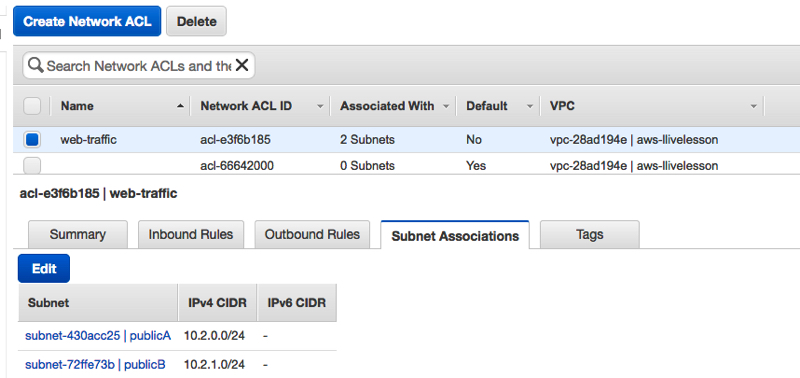 Create Network ACL Delete
Search Network ACLs and the
Name Network ACL ID Associated With Default VPC
web-traffic acl-e3f6b185 2 Subnets No vpc-28ad194e | aws-llivelesson
acl-66642000 0 Subnets Yes vpc-28ad194e | aws-llivelesson
acl-e3f6b185 | web-traffic
Summary Inbound Rules Outbound Rules Subnet Associations Tags
Edit
Subnet IPv4 CIDR IPv6 CIDR
subnet-430acc25 | publicA 10.2.0.0/24 -
subnet-72ffe73b | publicB 10.2.1.0/24 -